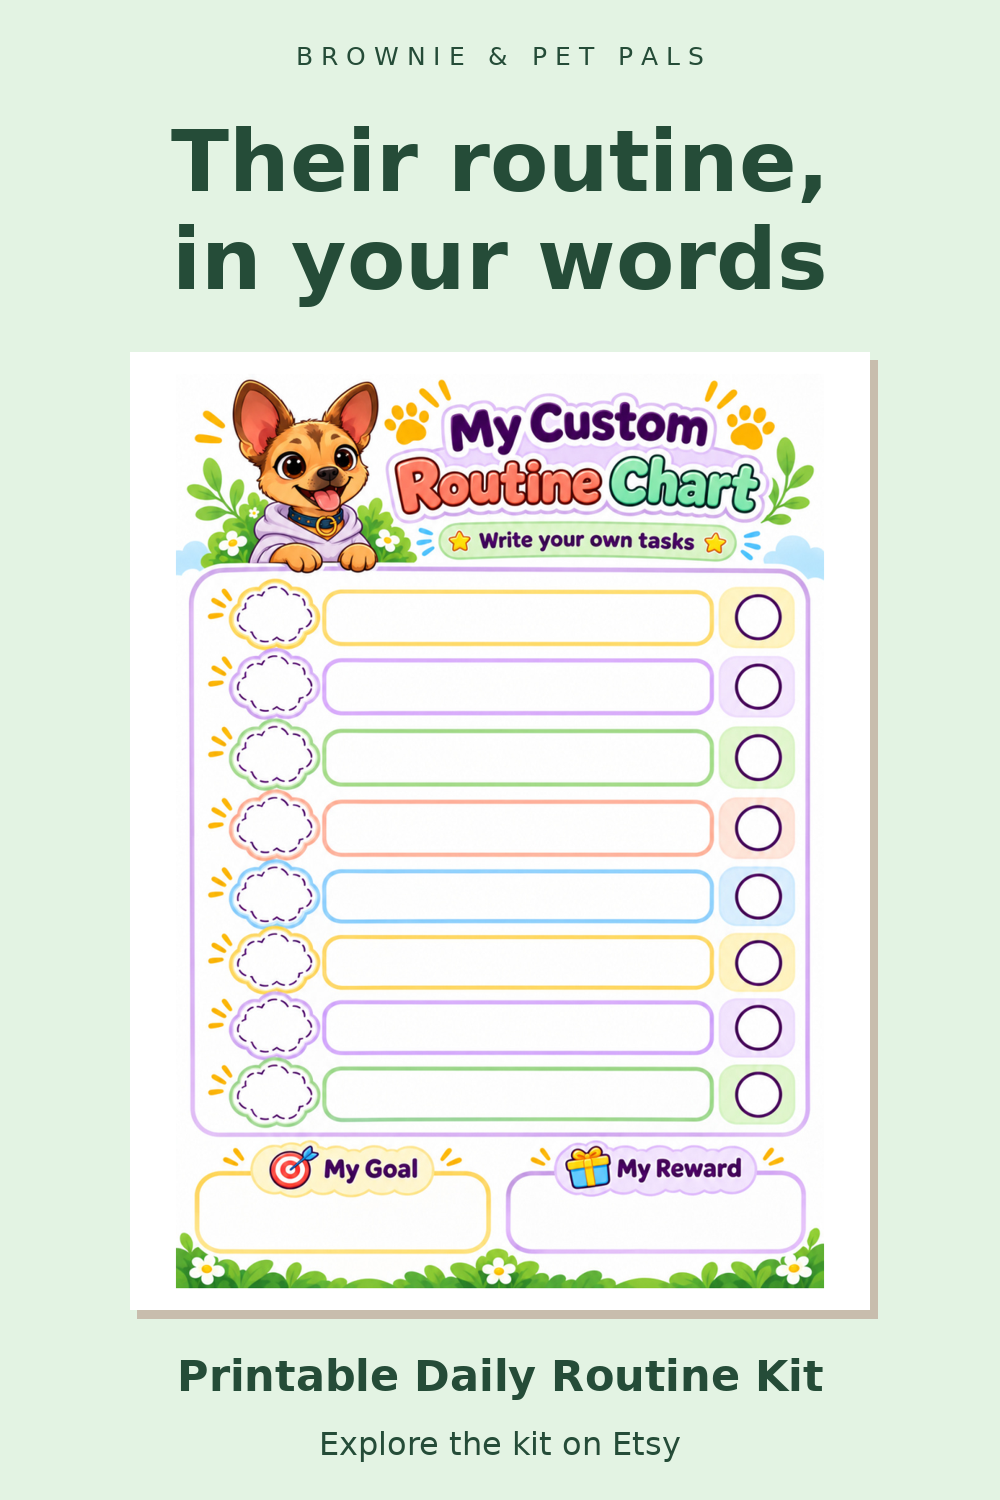 BROWNIE & PET PALS
Their routine,
in your words
My Custom
Routine Chart
Write your own tasks
My Goal
My Reward
Printable Daily Routine Kit
Explore the kit on Etsy